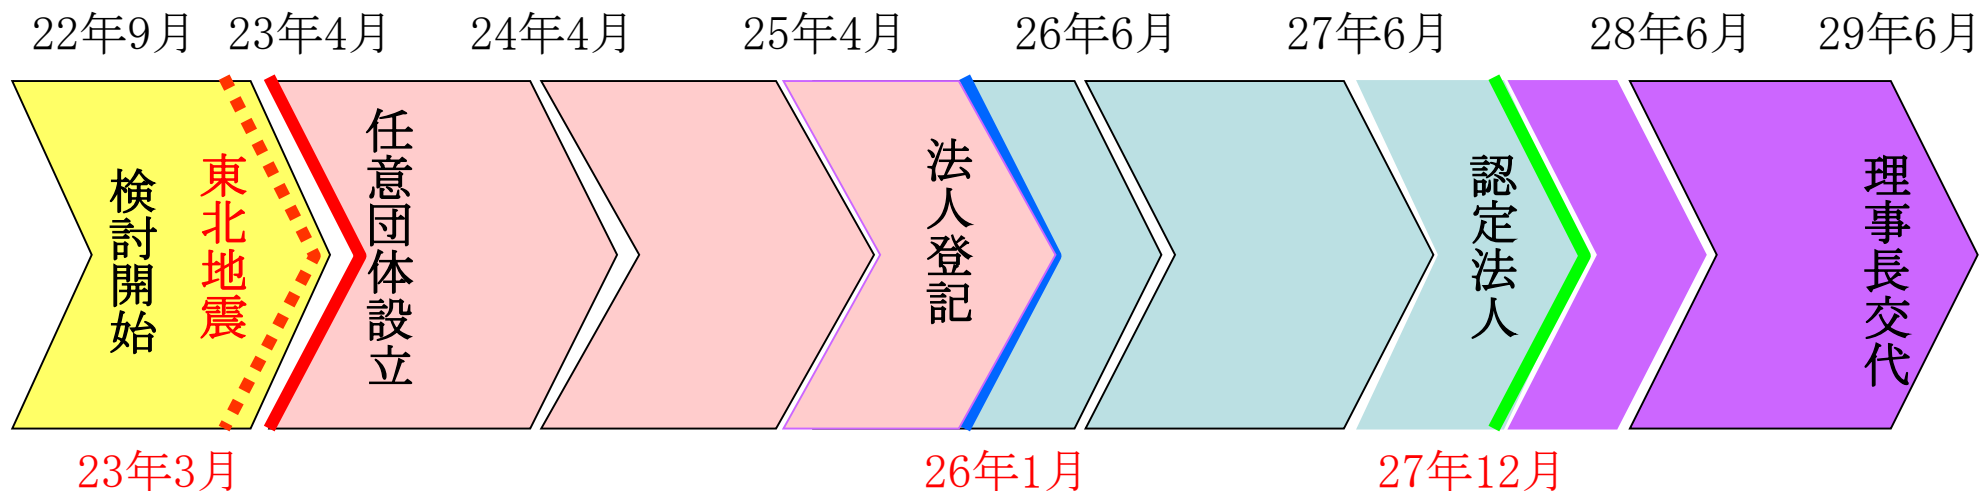 22年9月
23年4月
24年4月
25年4月
26年6月
27年6月
28年6月
29年6月
検討開始
東北地震
任意団体設立
法人登記
認定法人
理事長交代
23年3月
26年1月
27年12月